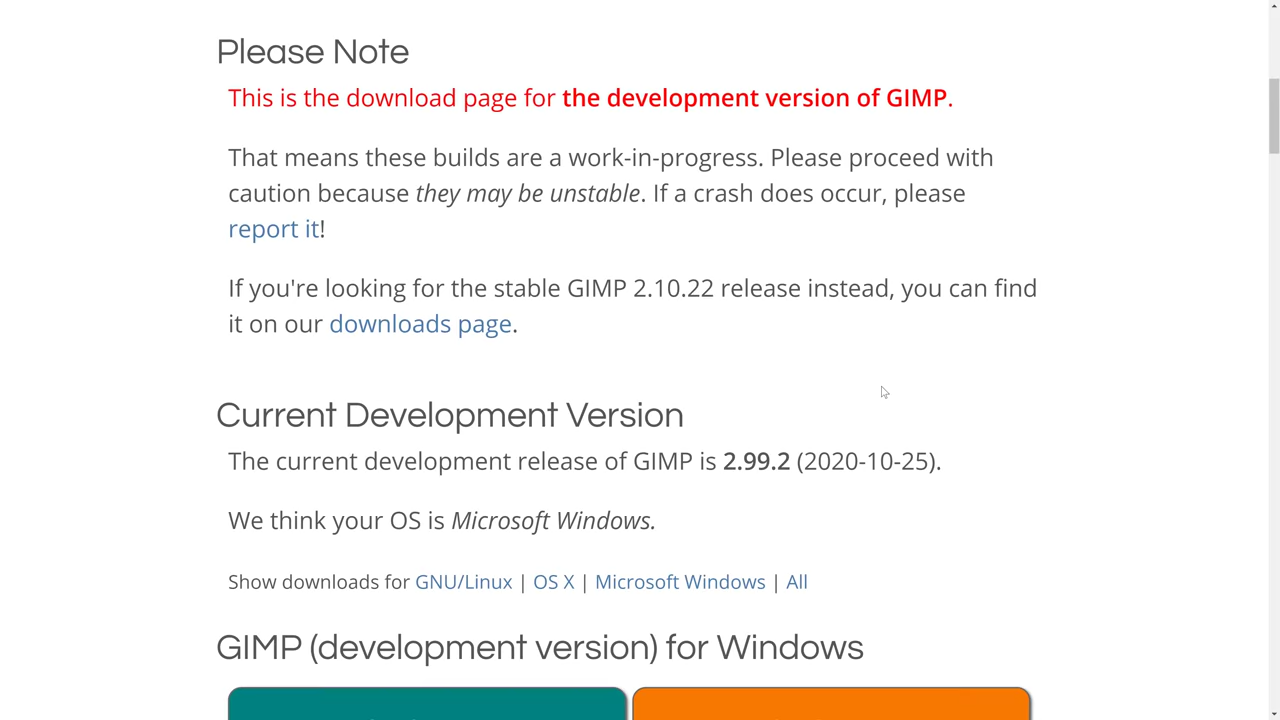 Please Note
This is the download page for the development version of GIMP.
That means these builds are a work-in-progress. Please proceed with
caution because they may be unstable. If a crash does occur, please
report it!
If you're looking for the stable GIMP 2.10.22 release instead, you can find
it on our downloads page.
Current Development Version
The current development release of GIMP is 2.99.2 (2020-10-25).
We think your OS is Microsoft Windows.
Show downloads for GNU/Linux | OS X | Microsoft Windows | All
GIMP (development version) for Windows